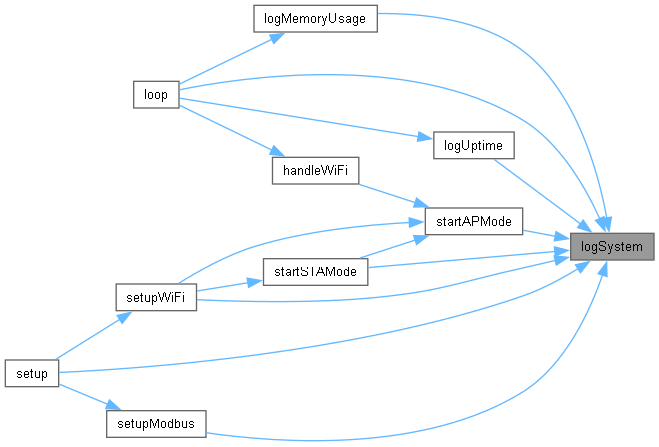 logMemoryUsage
loop
logUptime
handleWiFi
startAPMode
logSystem
startSTAMode
setupWiFi
setup
setupModbus